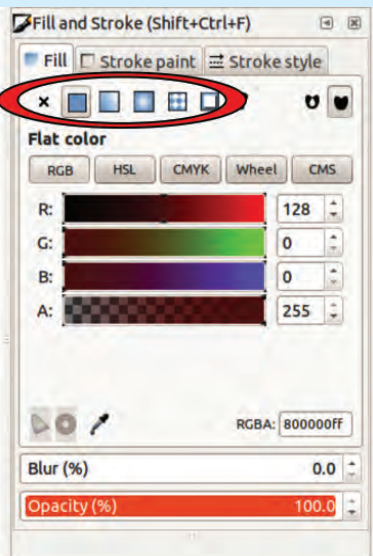 Fill and Stroke (Shift+Ctrl+F)
Fill Stroke paint Stroke style
Flat color
RGB HSL CMYK Wheel CMS
R: 128
G: 0
B: 0
A: 255
RGBA: 800000ff
Blur (%) 0.0
Opacity (%) 100.0